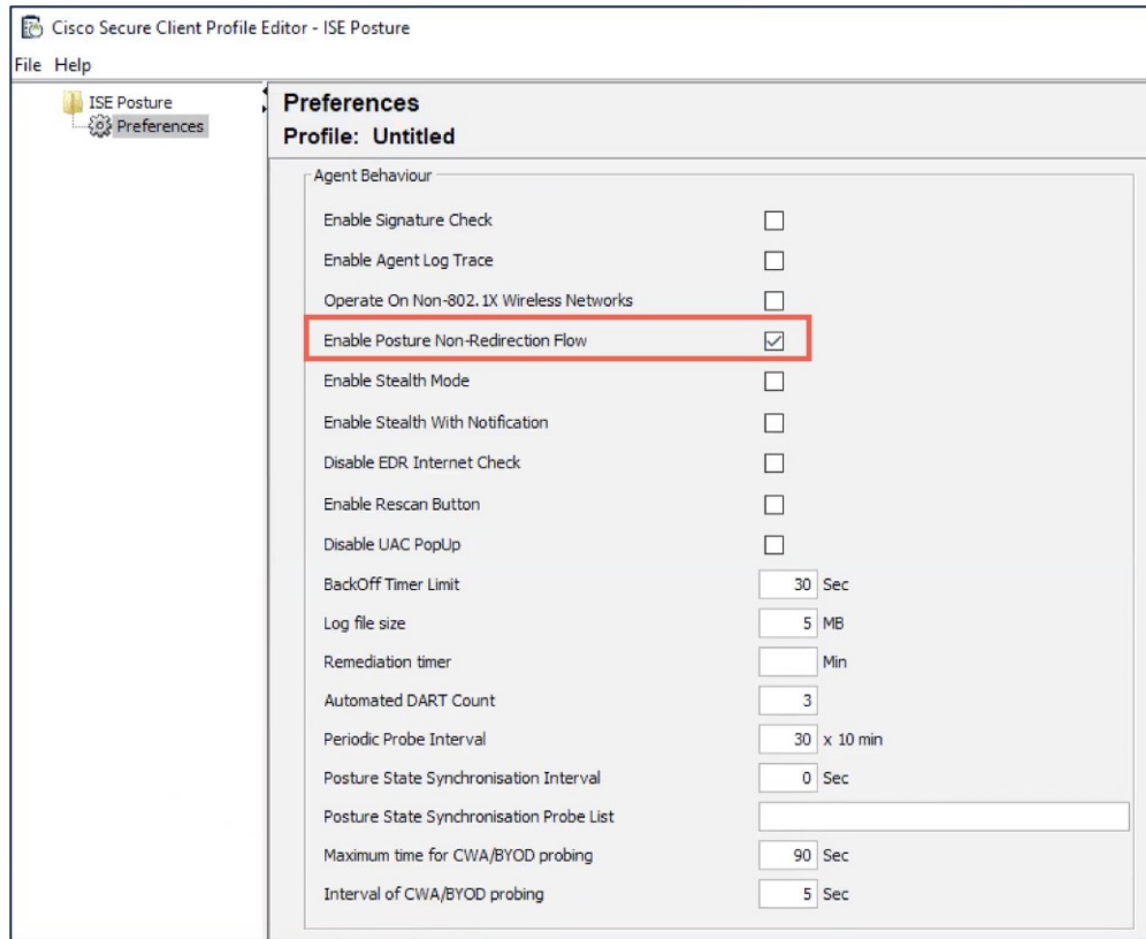 Cisco Secure Client Profile Editor - ISE Posture
File Help
ISE Posture
Preferences
Preferences
Profile: Untitled
Agent Behaviour
Enable Signature Check
Enable Agent Log Trace
Operate On Non-802.1X Wireless Networks
Enable Posture Non-Redirection Flow
Enable Stealth Mode
Enable Stealth With Notification
Disable EDR Internet Check
Enable Rescan Button
Disable UAC PopUp
BackOff Timer Limit 30 Sec
Log file size 5 MB
Remediation timer Min
Automated DART Count 3
Periodic Probe Interval 30 x 10 min
Posture State Synchronisation Interval 0 Sec
Posture State Synchronisation Probe List
Maximum time for CWA/BYOD probing 90 Sec
Interval of CWA/BYOD probing 5 Sec